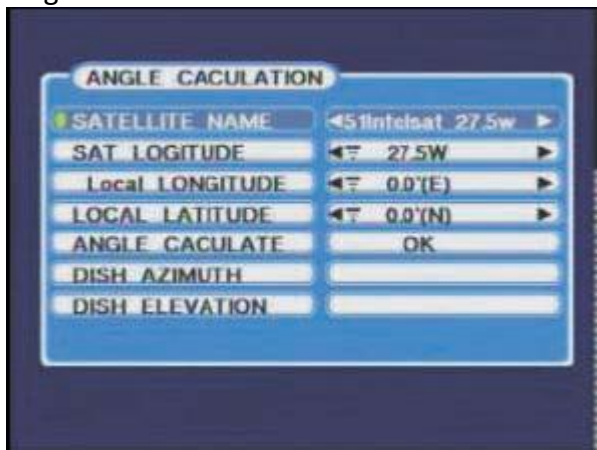 ANGLE CACULATION
SATELLITE NAME 51Intelsat 27.5w
SAT LOGITUDE 27.5W
Local LONGITUDE 0.0°(E)
LOCAL LATITUDE 0.0°(N)
ANGLE CACULATE OK
DISH AZIMUTH
DISH ELEVATION